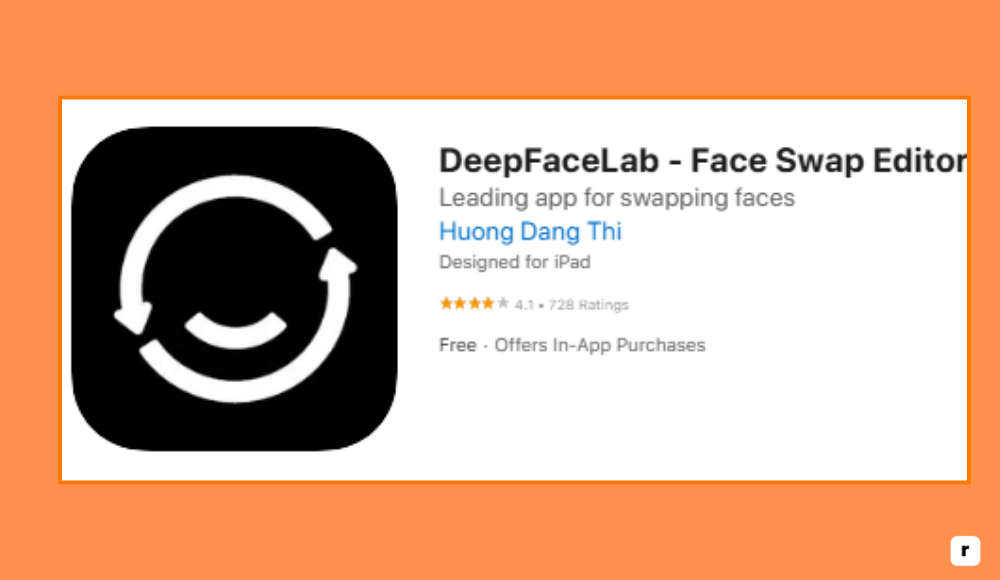 DeepFaceLab - Face Swap Editor
Leading app for swapping faces
Huong Dang Thi
Designed for iPad
4.1 • 728 Ratings
Free · Offers In-App Purchases
r